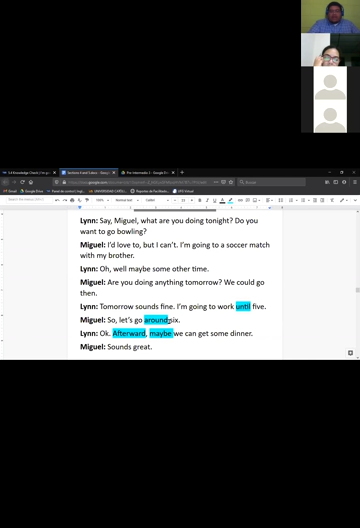 Lynn: Say, Miguel, what are you doing tonight? Do you
want to go bowling?
Miguel: I'd love to, but I can't. I'm going to a soccer match
with my brother.
Lynn: Oh, well maybe some other time.
Miguel: Are you doing anything tomorrow? We could go
then.
Lynn: Tomorrow sounds fine. I'm going to work until five.
Miguel: So, let's go around six.
Lynn: Ok. Afterward, maybe we can get some dinner.
Miguel: Sounds great.